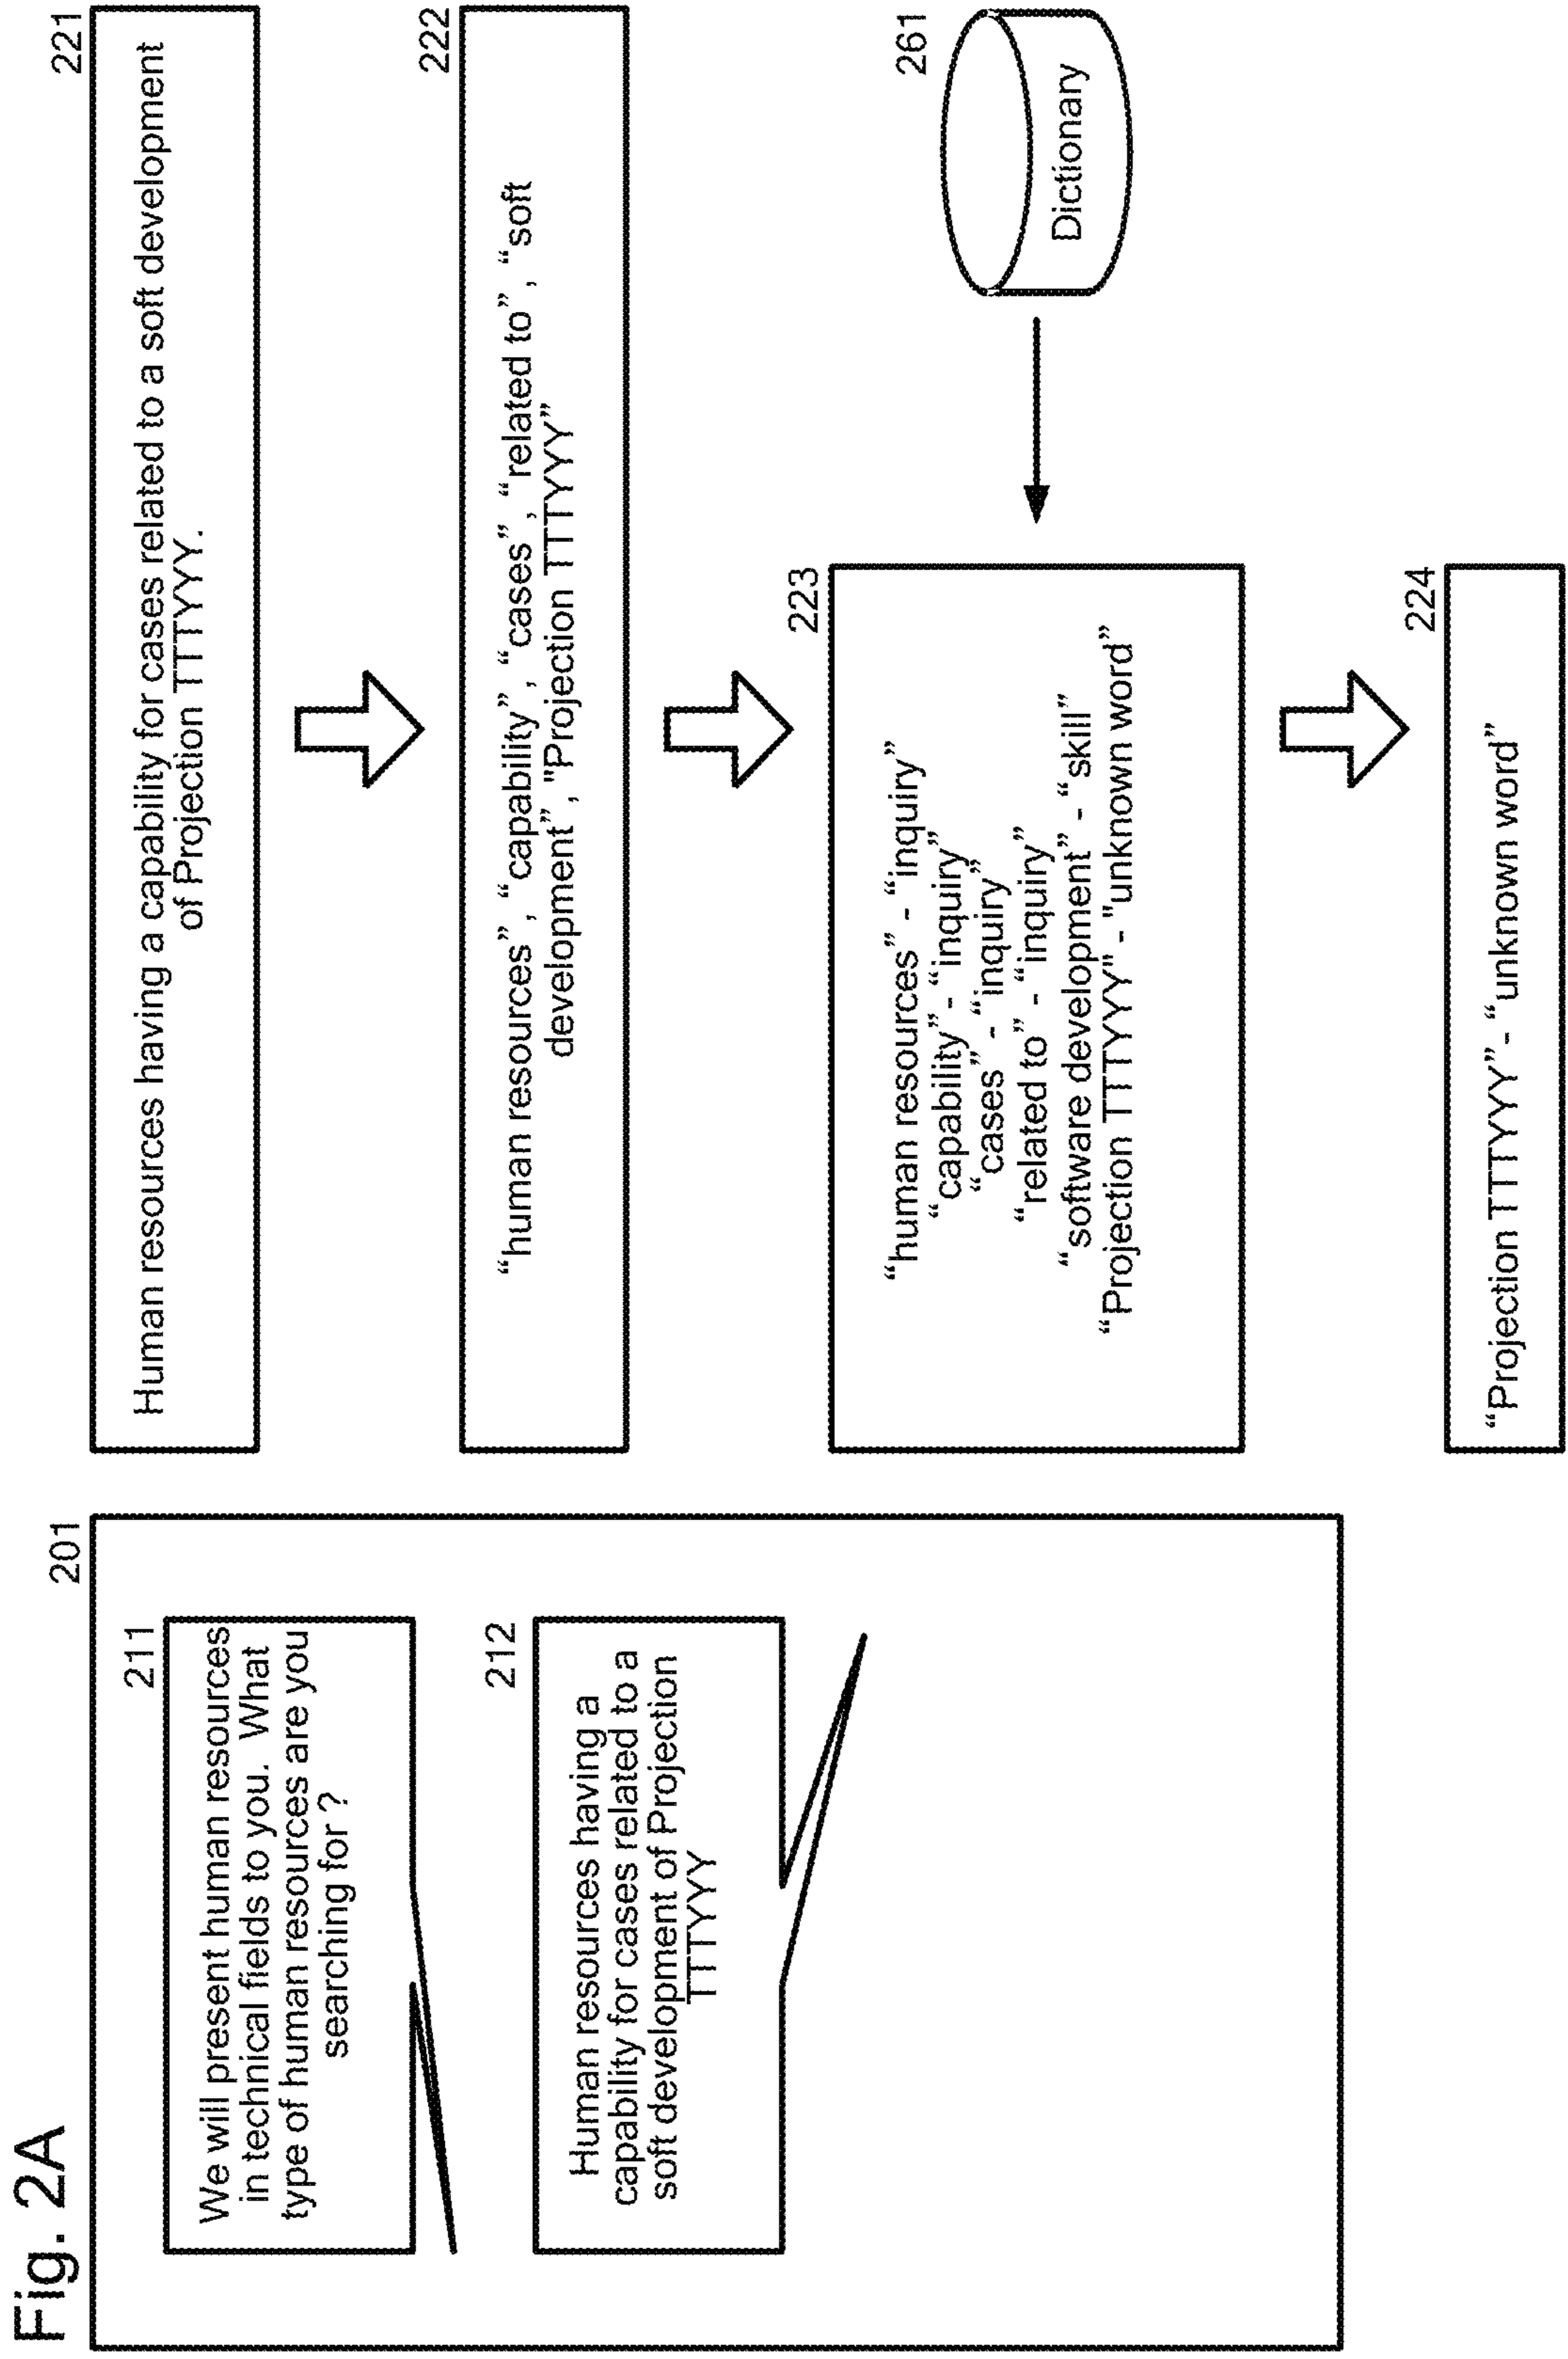 Fig. 2A
201
211
We will present human resources
in technical fields to you.  What
type of human resources are you
searching for ?
212
Human resources having a
capability for cases related to a
soft development of Projection
TTTYYY
221
Human resources having a capability for cases related to a soft development
of Projection TTTYYY.
222
“human resources” , “capability” , “cases” , “related to” , “soft
development” , "Projection TTTYYY”
223
“human resources” - “inquiry”
“capability” - “inquiry”
“cases” - “inquiry”
“related to” - “inquiry”
“software development” - “skill”
“Projection TTTYYY" - "unknown word”
261
Dictionary
224
“Projection TTTYYY” - “unknown word”